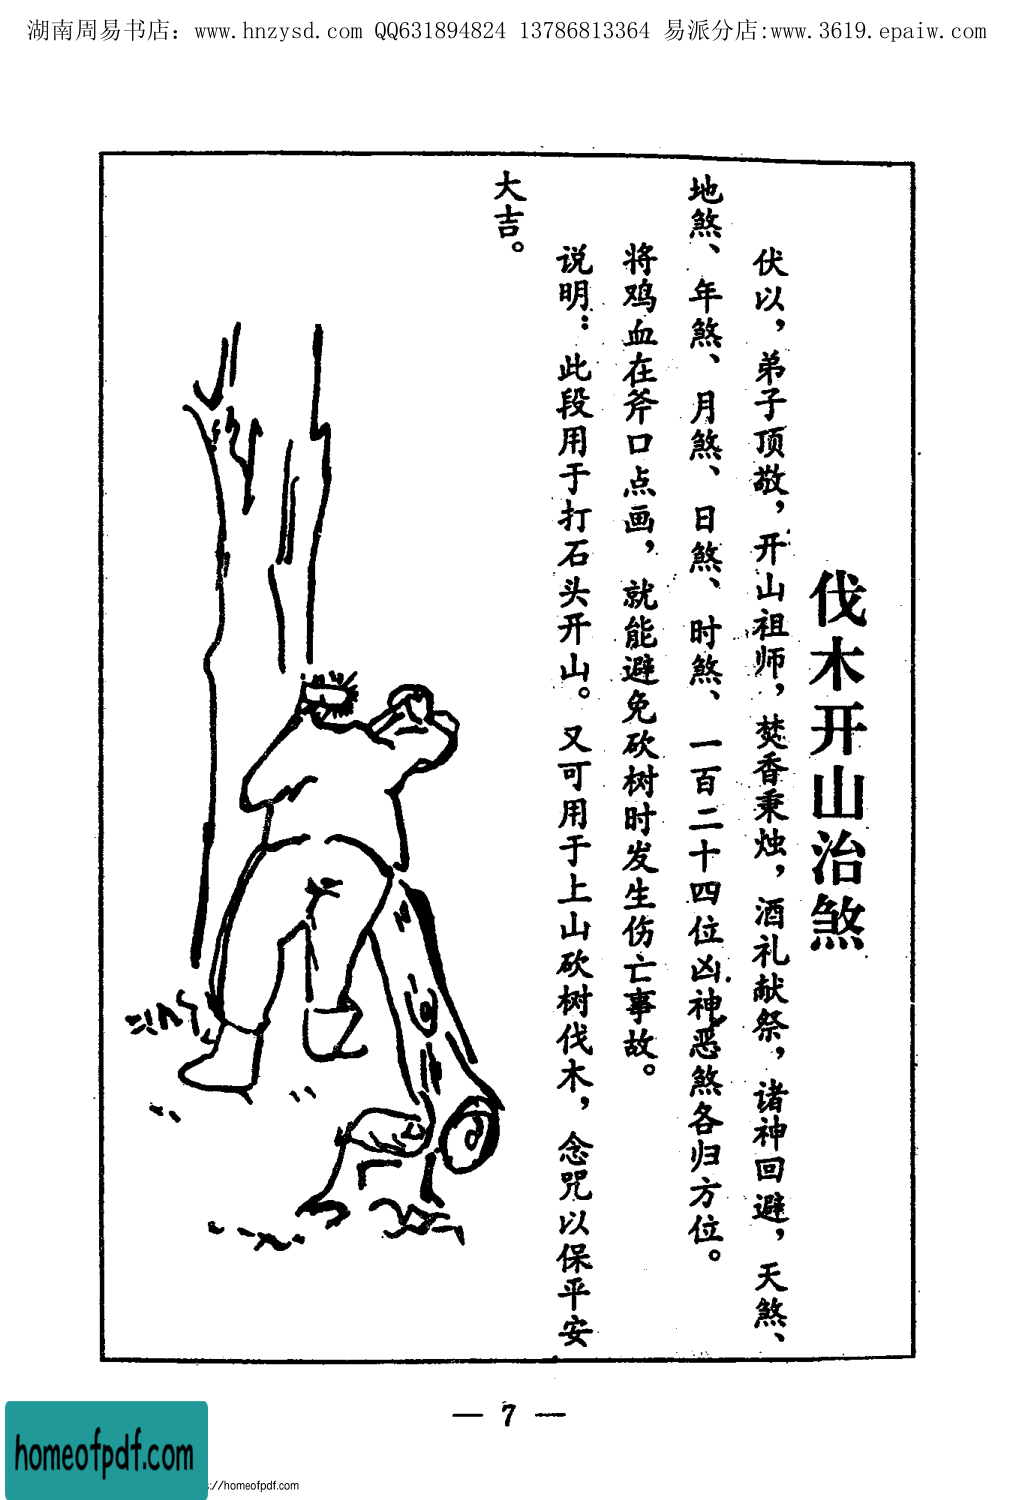 湖南周易书店：www.hnzysd.com QQ631894824 13786813364 易派分店:www.3619.epaiw.com
伐木开山治煞
伏以，弟子顶敬，开山祖师，焚香秉烛，酒礼献祭，诸神回避，天煞、
地煞、年煞、月煞、日煞、时煞、一百二十四位凶神恶煞各归方位。
将鸡血在斧口点画，就能避免砍树时发生伤亡事故。
说明：此段用于打石头开山。又可用于上山砍树伐木，念咒以保平安
大吉。
— 7 —
homeofpdf.com
s://homeofpdf.com